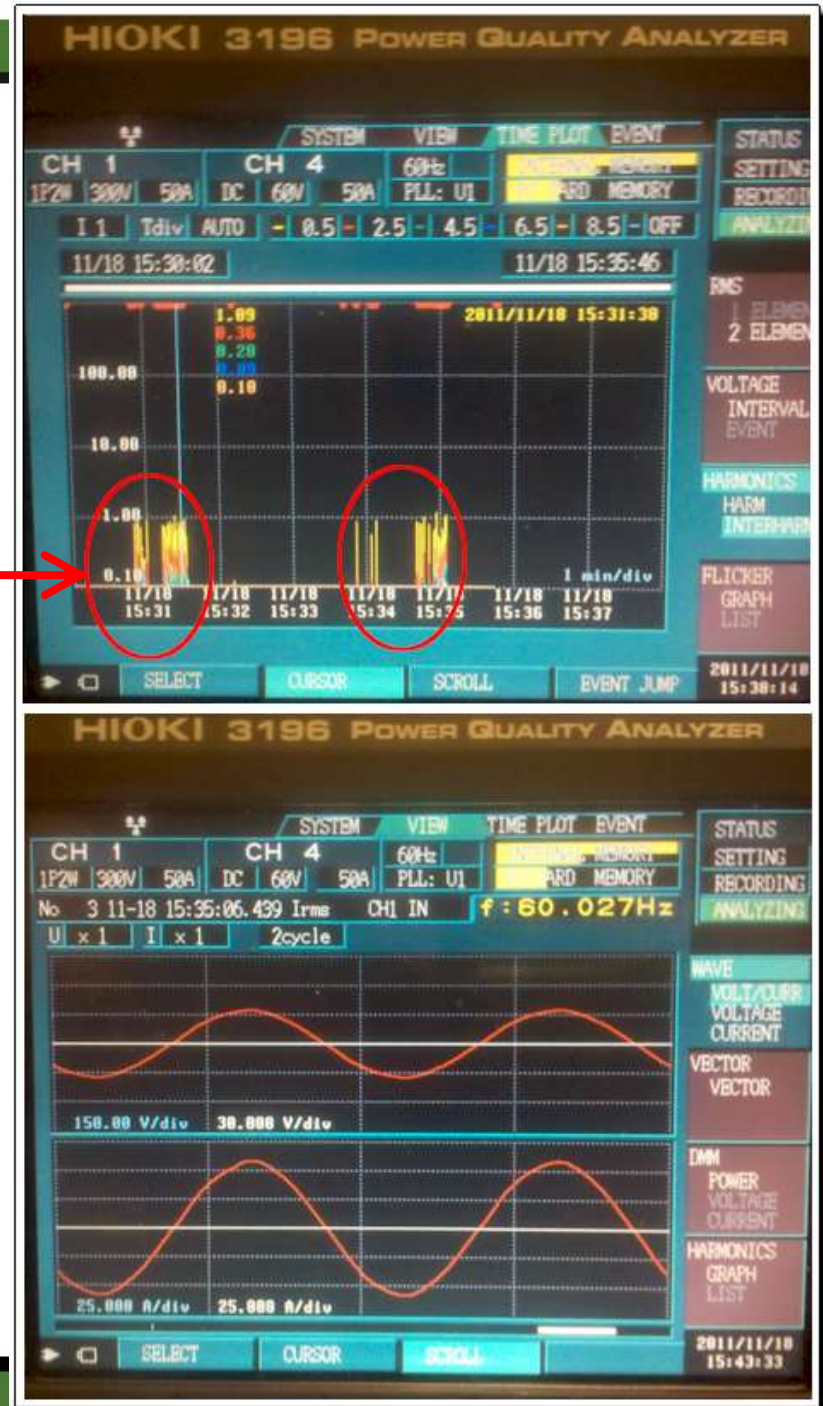 HIOKI 3196 POWER QUALITY ANALYZER
SYSTEM VIEW TIME PLOT EVENT
STATUS
CH 1 CH 4 60Hz INTERNAL MEMORY
SETTING
1P2W 300V 50A DC 60V 50A PLL: U1 MEMORY
I 1 Tdiv AUTO - 0.5 - 2.5 - 4.5 - 6.5 - 8.5 - OFF
11/18 15:30:02 11/18 15:35:46
1.09 2011/11/18 15:31:38
0.36
0.20
0.10
100.00
10.00
1.00
0.10
1 min/div
11/18 11/18 11/18 11/18 11/18 11/18 11/18
15:31 15:32 15:33 15:34 15:35 15:36 15:37
RMS
VOLTAGE
INTERVAL
EVENT
HARMONICS
HARM
FLICKER
GRAPH
LIST
SELECT CURSOR SCROLL EVENT JUMP
2011/11/18
15:38:14
HIOKI 3196 POWER QUALITY ANALYZER
SYSTEM VIEW TIME PLOT EVENT
STATUS
CH 1 CH 4 60Hz MEMORY
SETTING
1P2W 300V 50A DC 60V 50A PLL: U1 MEMORY
RECORDING
No 3 11-18 15:35:06.439 Irms CH1 IN f:60.027Hz
ANALYZING
U x 1 I x 1 2cycle
WAVE
VOLT/CURR
VOLTAGE
CURRENT
VECTOR
VECTOR
150.00 V/div 30.000 V/div
DMM
POWER
VOLTAGE
CURRENT
HARMONICS
GRAPH
LIST
25.000 A/div 25.000 A/div
SELECT CURSOR SCROLL
2011/11/18
15:43:33